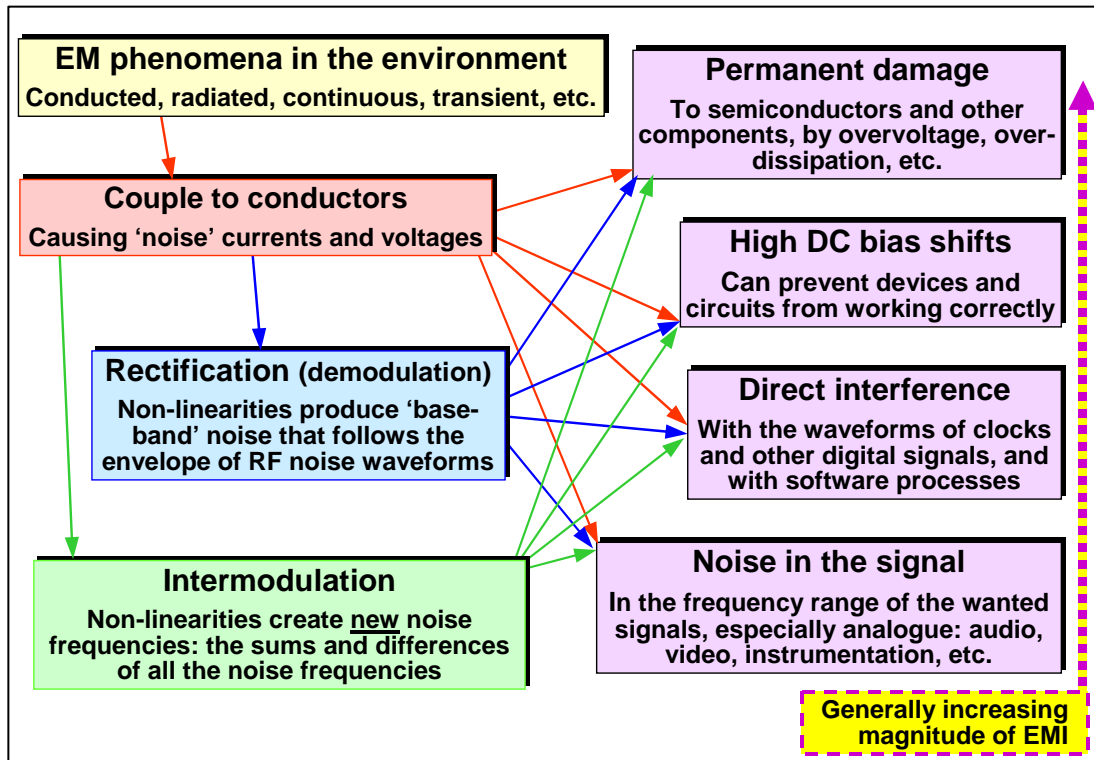 EM phenomena in the environment
Conducted, radiated, continuous, transient, etc.
Couple to conductors
Causing ‘noise’ currents and voltages
Rectification (demodulation)
Non-linearities produce ‘base-
band’ noise that follows the
envelope of RF noise waveforms
Intermodulation
Non-linearities create new noise
frequencies: the sums and differences
of all the noise frequencies
Permanent damage
To semiconductors and other
components, by overvoltage, over-
dissipation, etc.
High DC bias shifts
Can prevent devices and
circuits from working correctly
Direct interference
With the waveforms of clocks
and other digital signals, and
with software processes
Noise in the signal
In the frequency range of the wanted
signals, especially analogue: audio,
video, instrumentation, etc.
Generally increasing
magnitude of EMI